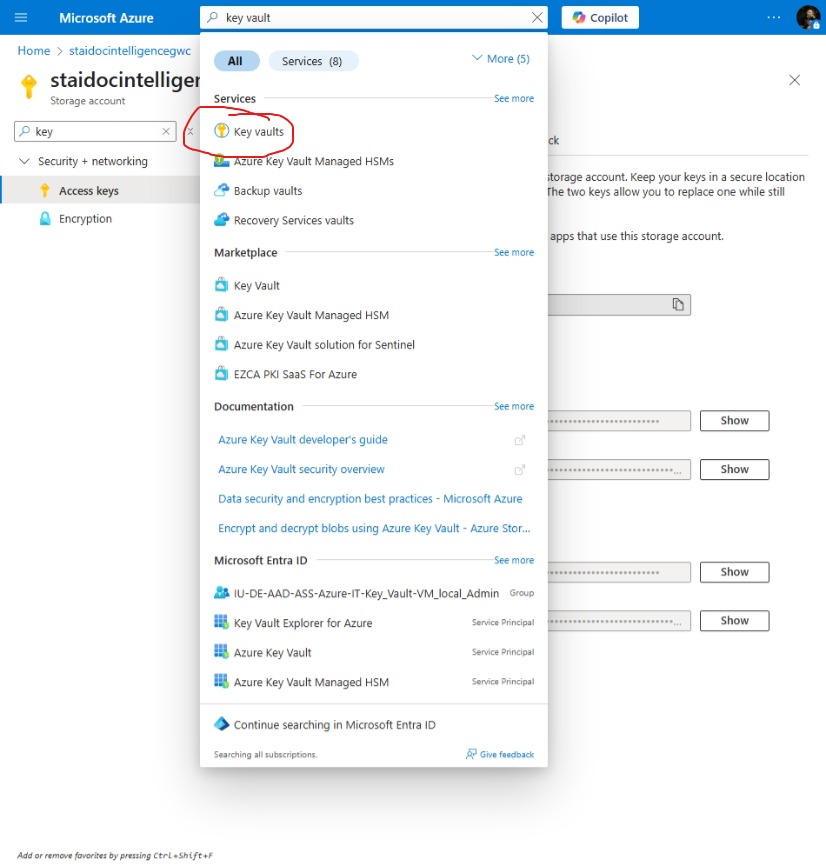 Microsoft Azure
key vault
Copilot
Home > staidocintelligencegwc
staidocintelligen
Storage account
key
Security + networking
Access keys
Encryption
All
Services (8)
More (5)
Services
See more
Key vaults
Azure Key Vault Managed HSMs
Backup vaults
Recovery Services vaults
Marketplace
See more
Key Vault
Azure Key Vault Managed HSM
Azure Key Vault solution for Sentinel
EZCA PKI SaaS For Azure
Documentation
See more
Azure Key Vault developer's guide
Azure Key Vault security overview
Data security and encryption best practices - Microsoft Azure
Encrypt and decrypt blobs using Azure Key Vault - Azure Stor...
Microsoft Entra ID
See more
IU-DE-AAD-ASS-Azure-IT-Key_Vault-VM_local_Admin Group
Key Vault Explorer for Azure Service Principal
Azure Key Vault Service Principal
Azure Key Vault Managed HSM Service Principal
Continue searching in Microsoft Entra ID
Searching all subscriptions.
Give feedback
ck
storage account. Keep your keys in a secure location
The two keys allow you to replace one while still
apps that use this storage account.
Show
Show
Show
Show
Add or remove favorites by pressing Ctrl+Shift+F